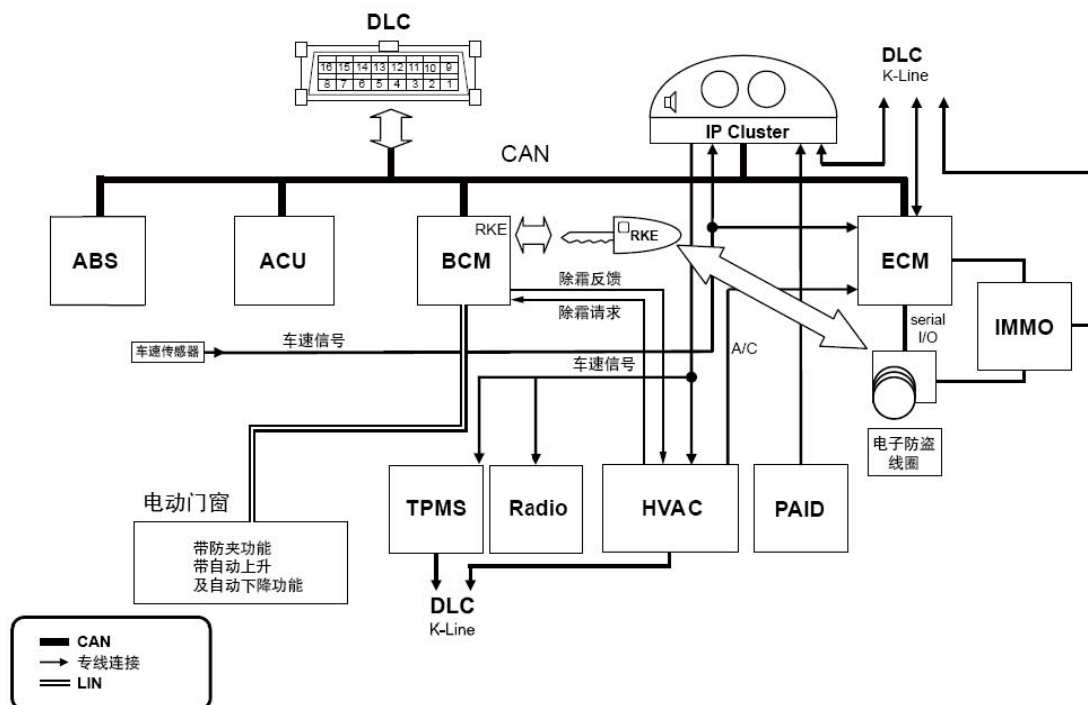 DLC
16 15 14 13 12 11 10 9
8 7 6 5 4 3 2 1
DLC
K-Line
IP Cluster
CAN
ABS
ACU
RKE
BCM
RKE
ECM
除霜反馈
除霜请求
serial
I/O
IMMO
车速传感器
车速信号
A/C
车速信号
电子防盗
线圈
TPMS
Radio
HVAC
PAID
电动门窗
带防夹功能
带自动上升
及自动下降功能
DLC
K-Line
CAN
专线连接
LIN